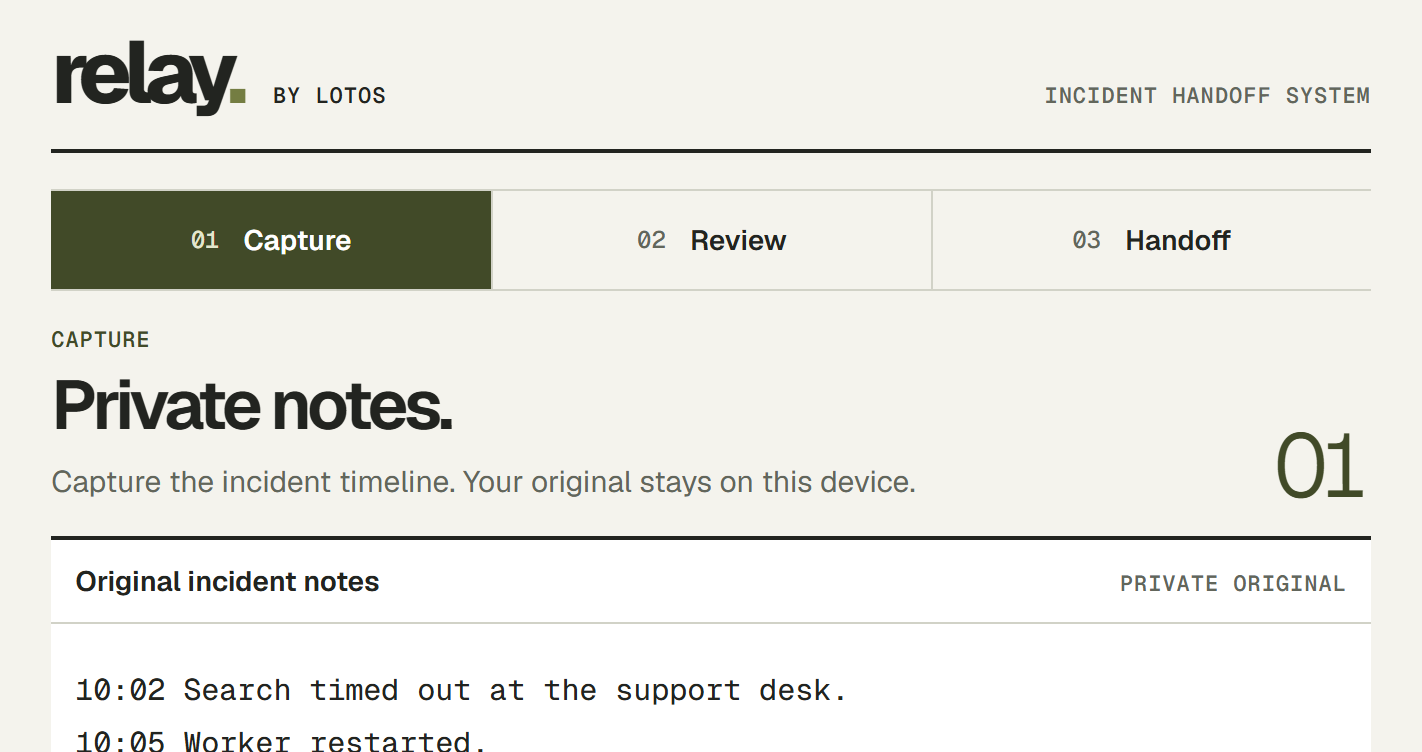 relay. BY LOTOS
INCIDENT HANDOFF SYSTEM
01 Capture
02 Review
03 Handoff
CAPTURE
Private notes.
Capture the incident timeline. Your original stays on this device.
01
Original incident notes
PRIVATE ORIGINAL
10:02 Search timed out at the support desk.
10:05 Worker restarted.